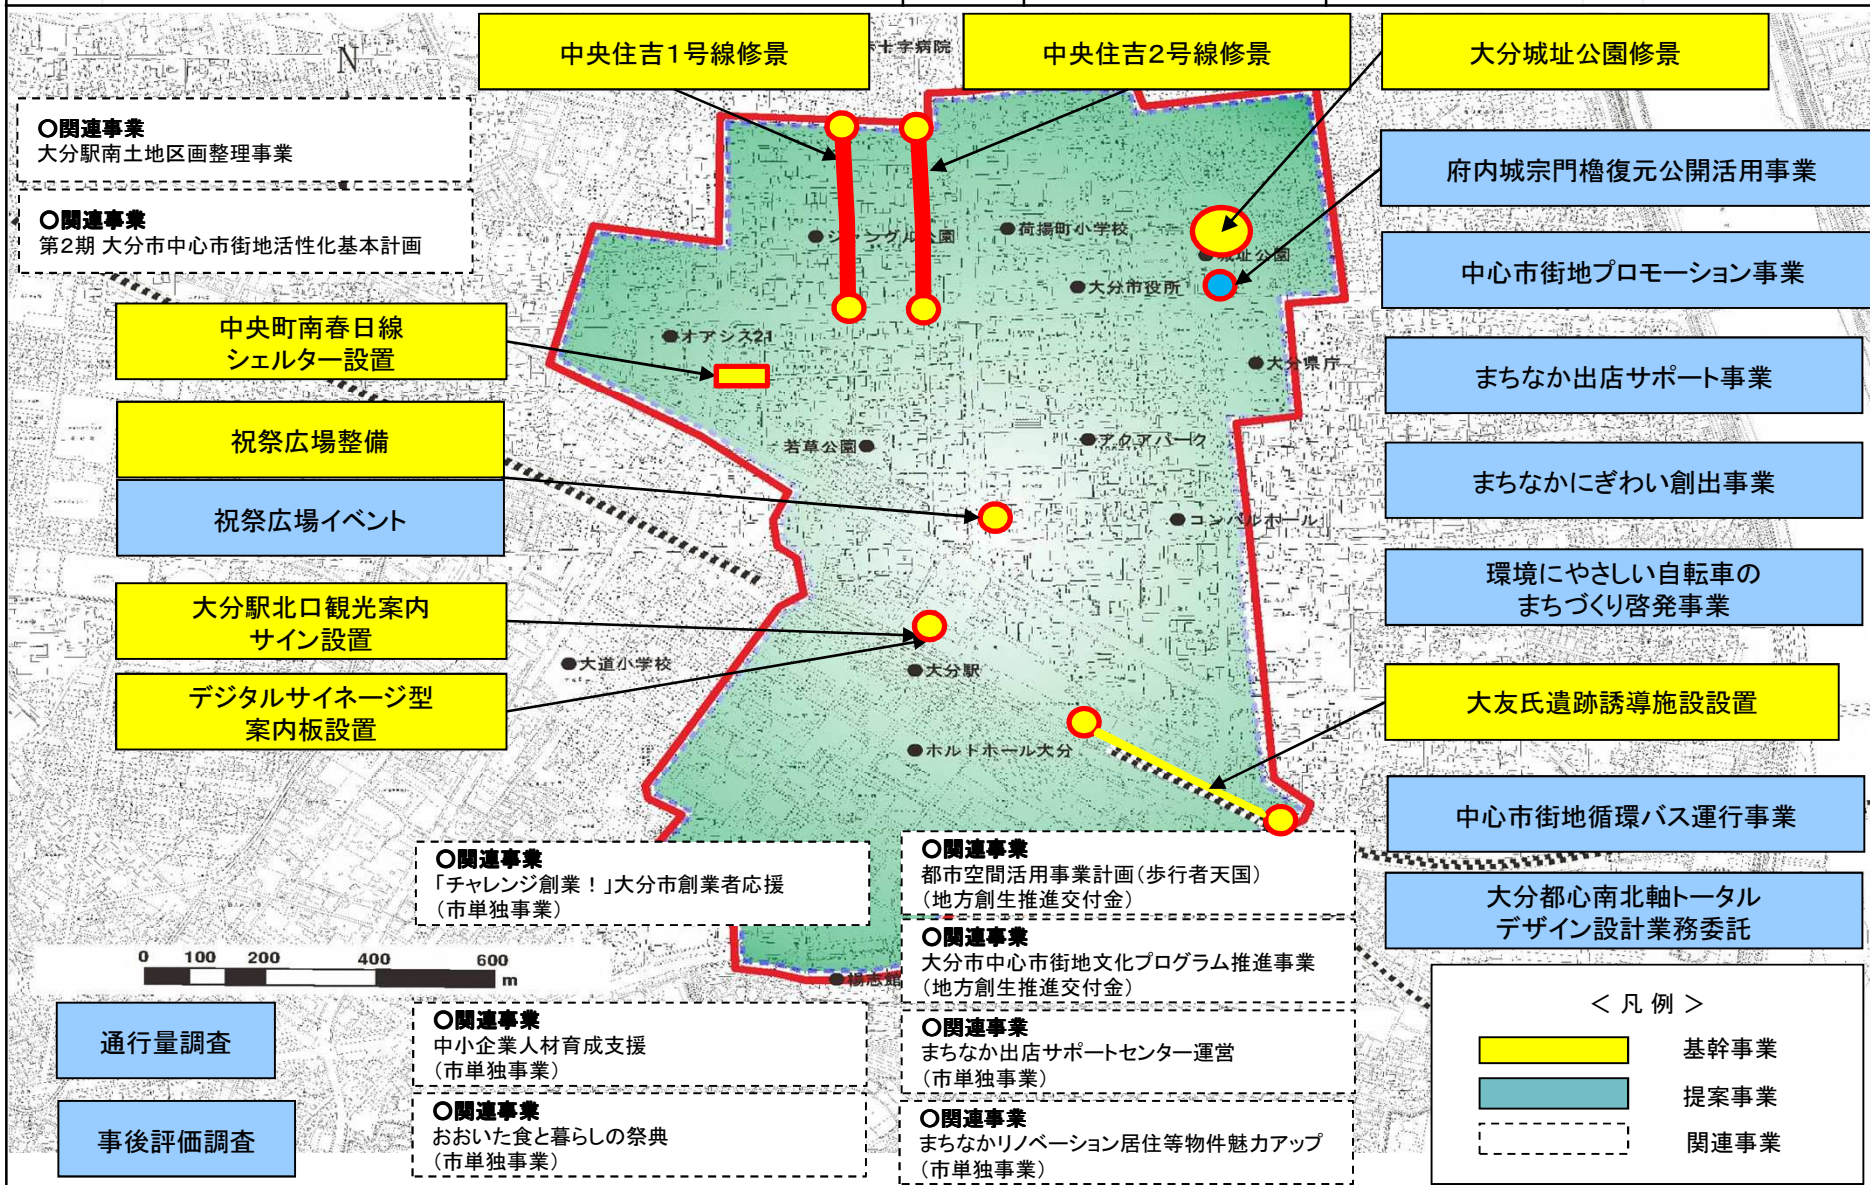 中央住吉1号線修景
中央住吉2号線修景
大分城址公園修景
十字病院
N
○関連事業
大分駅南土地区画整理事業
○関連事業
第2期 大分市中心市街地活性化基本計画
府内城宗門櫓復元公開活用事業
中心市街地プロモーション事業
まちなか出店サポート事業
まちなかにぎわい創出事業
環境にやさしい自転車の
まちづくり啓発事業
大友氏遺跡誘導施設設置
中心市街地循環バス運行事業
大分都心南北軸トータル
デザイン設計業務委託
中央町南春日線
シェルター設置
祝祭広場整備
祝祭広場イベント
大分駅北口観光案内
サイン設置
デジタルサイネージ型
案内板設置
●ジャングル公園
●荷揚町小学校
●城址公園
●大分市役所
●オアシス21
●大分県庁
若草公園●
●アクアパーク
●コンパルホール
●大道小学校
●大分駅
●ホルトホール大分
○関連事業
「チャレンジ創業！」大分市創業者応援
(市単独事業)
○関連事業
都市空間活用事業計画(歩行者天国)
(地方創生推進交付金)
○関連事業
大分市中心市街地文化プログラム推進事業
(地方創生推進交付金)
0 100 200 400 600
m
●楊志館
通行量調査
事後評価調査
○関連事業
中小企業人材育成支援
(市単独事業)
○関連事業
おおいた食と暮らしの祭典
(市単独事業)
○関連事業
まちなか出店サポートセンター運営
(市単独事業)
○関連事業
まちなかリノベーション居住等物件魅力アップ
(市単独事業)
＜凡例＞
基幹事業
提案事業
関連事業